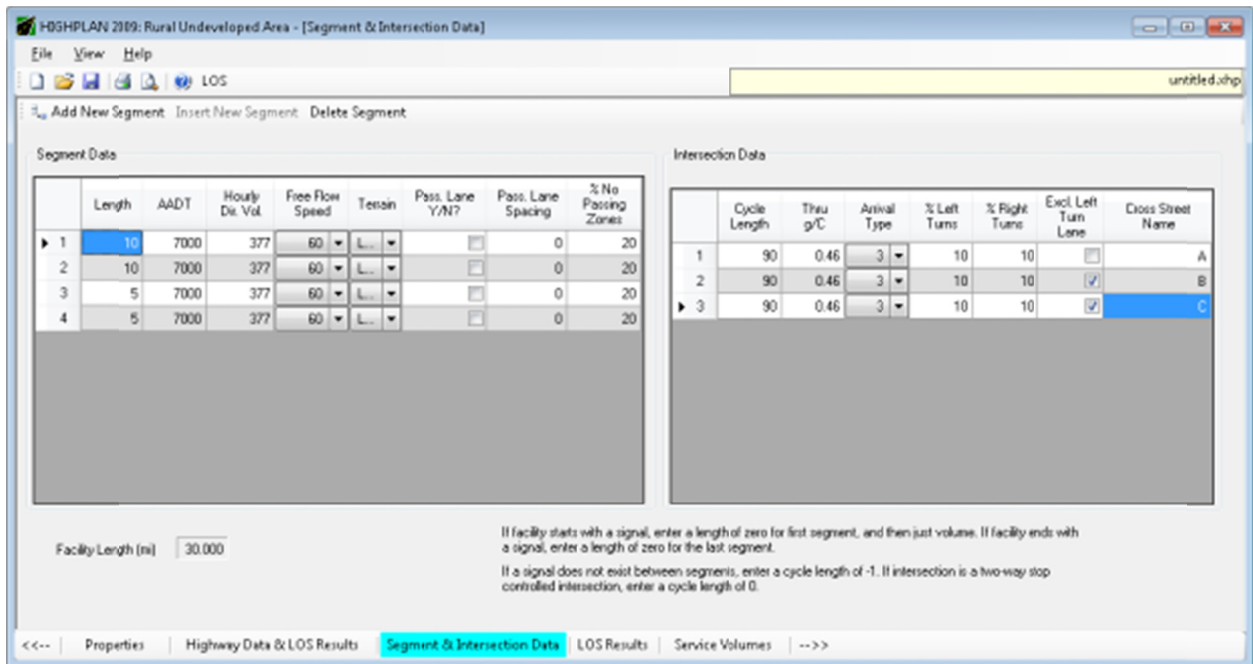 HIGHPLAN 2009: Rural Undeveloped Area - [Segment & Intersection Data]
File View Help
LOS
untitled.xhp
Add New Segment Insert New Segment Delete Segment
Segment Data
Length AADT Hourly Dir. Vol. Free Flow Speed Terrain Pass. Lane Y/N? Pass. Lane Spacing % No Passing Zones
1 10 7000 377 60 L... 0 20
2 10 7000 377 60 L... 0 20
3 5 7000 377 60 L... 0 20
4 5 7000 377 60 L... 0 20
Intersection Data
Cycle Length Thru g/C Arrival Type % Left Turns % Right Turns Excl. Left Turn Lane Cross Street Name
1 90 0.46 3 10 10 A
2 90 0.46 3 10 10 B
3 90 0.46 3 10 10 C
Facility Length (mi) 30.000
If facility starts with a signal, enter a length of zero for first segment, and then just volume. If facility ends with
a signal, enter a length of zero for the last segment.
If a signal does not exist between segments, enter a cycle length of -1. If intersection is a two-way stop
controlled intersection, enter a cycle length of 0.
<<-- Properties Highway Data & LOS Results Segment & Intersection Data LOS Results Service Volumes -->>